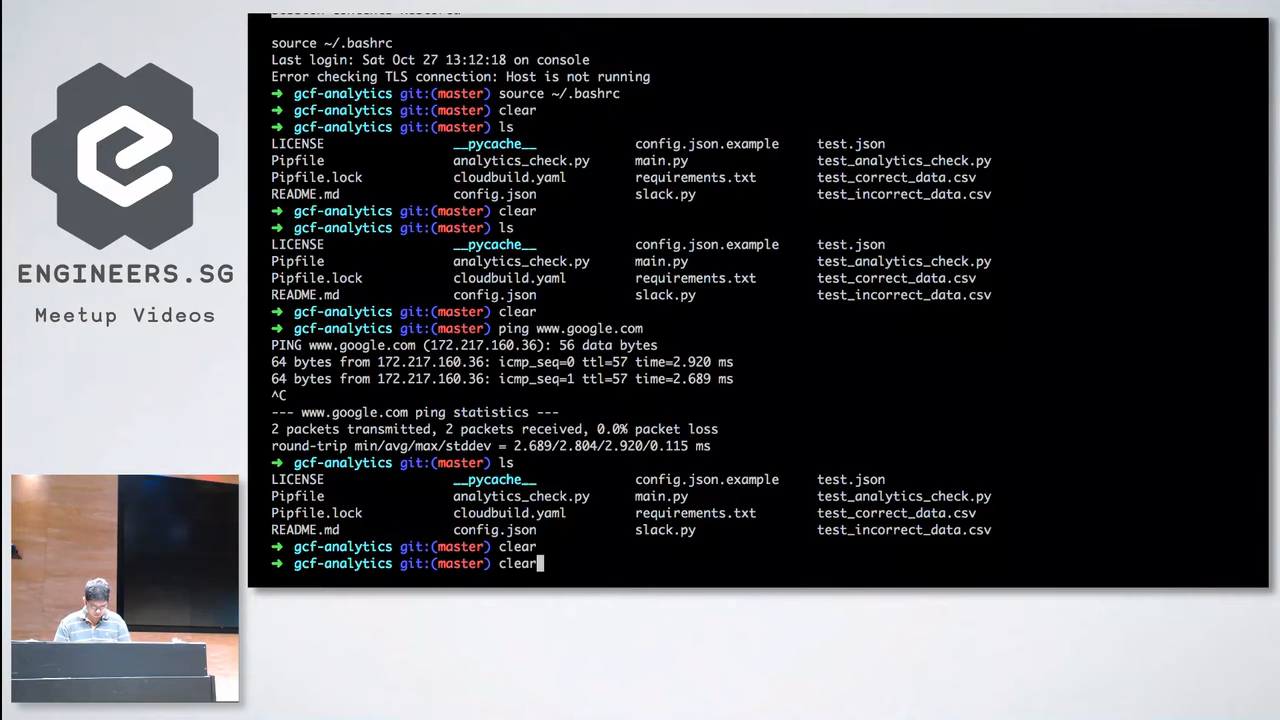 source ~/.bashrc
Last login: Sat Oct 27 13:12:18 on console
Error checking TLS connection: Host is not running
➜ gcf-analytics git:(master) source ~/.bashrc
➜ gcf-analytics git:(master) clear
➜ gcf-analytics git:(master) ls
LICENSE __pycache__ config.json.example test.json
Pipfile analytics_check.py main.py test_analytics_check.py
Pipfile.lock cloudbuild.yaml requirements.txt test_correct_data.csv
README.md config.json slack.py test_incorrect_data.csv
➜ gcf-analytics git:(master) clear
➜ gcf-analytics git:(master) ls
LICENSE __pycache__ config.json.example test.json
Pipfile analytics_check.py main.py test_analytics_check.py
Pipfile.lock cloudbuild.yaml requirements.txt test_correct_data.csv
README.md config.json slack.py test_incorrect_data.csv
➜ gcf-analytics git:(master) clear
➜ gcf-analytics git:(master) ping www.google.com
PING www.google.com (172.217.160.36): 56 data bytes
64 bytes from 172.217.160.36: icmp_seq=0 ttl=57 time=2.920 ms
64 bytes from 172.217.160.36: icmp_seq=1 ttl=57 time=2.689 ms
^C
--- www.google.com ping statistics ---
2 packets transmitted, 2 packets received, 0.0% packet loss
round-trip min/avg/max/stddev = 2.689/2.804/2.920/0.115 ms
➜ gcf-analytics git:(master) ls
LICENSE __pycache__ config.json.example test.json
Pipfile analytics_check.py main.py test_analytics_check.py
Pipfile.lock cloudbuild.yaml requirements.txt test_correct_data.csv
README.md config.json slack.py test_incorrect_data.csv
➜ gcf-analytics git:(master) clear
➜ gcf-analytics git:(master) clear
ENGINEERS.SG
Meetup Videos